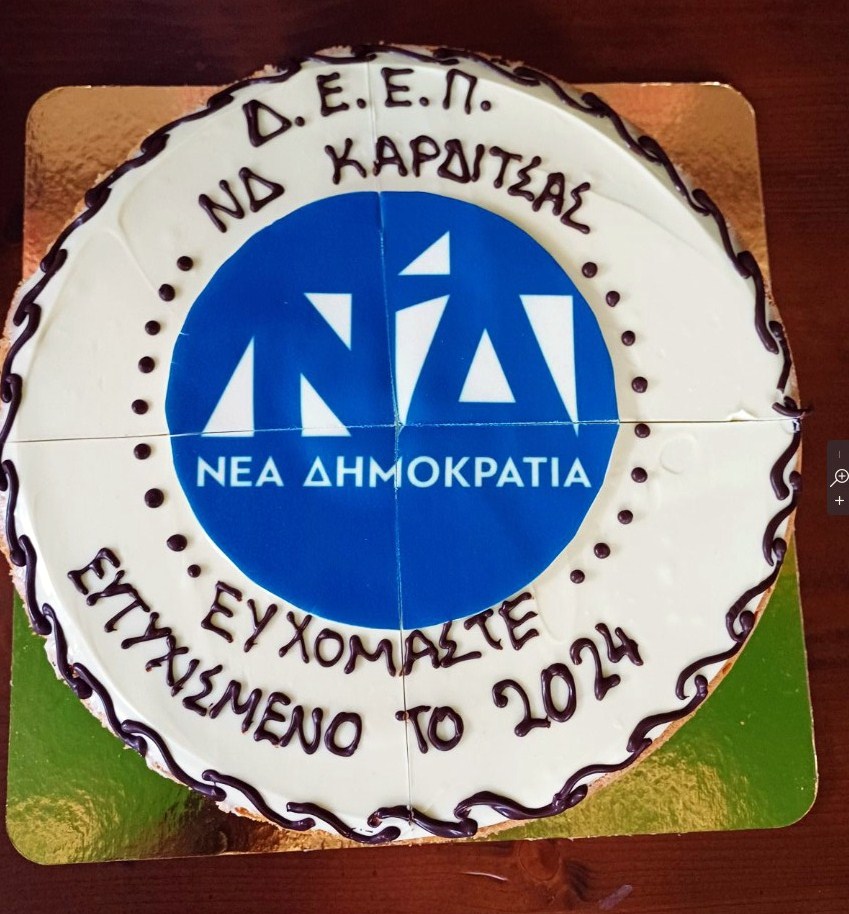 Δ.Ε.Ε.Π.
ΝΔ ΚΑΡΔΙΤΣΑΣ
ΝΔ
ΝΕΑ ΔΗΜΟΚΡΑΤΙΑ
ΕΥΧΟΜΑΣΤΕ
ΕΥΤΥΧΙΣΜΕΝΟ ΤΟ 2024